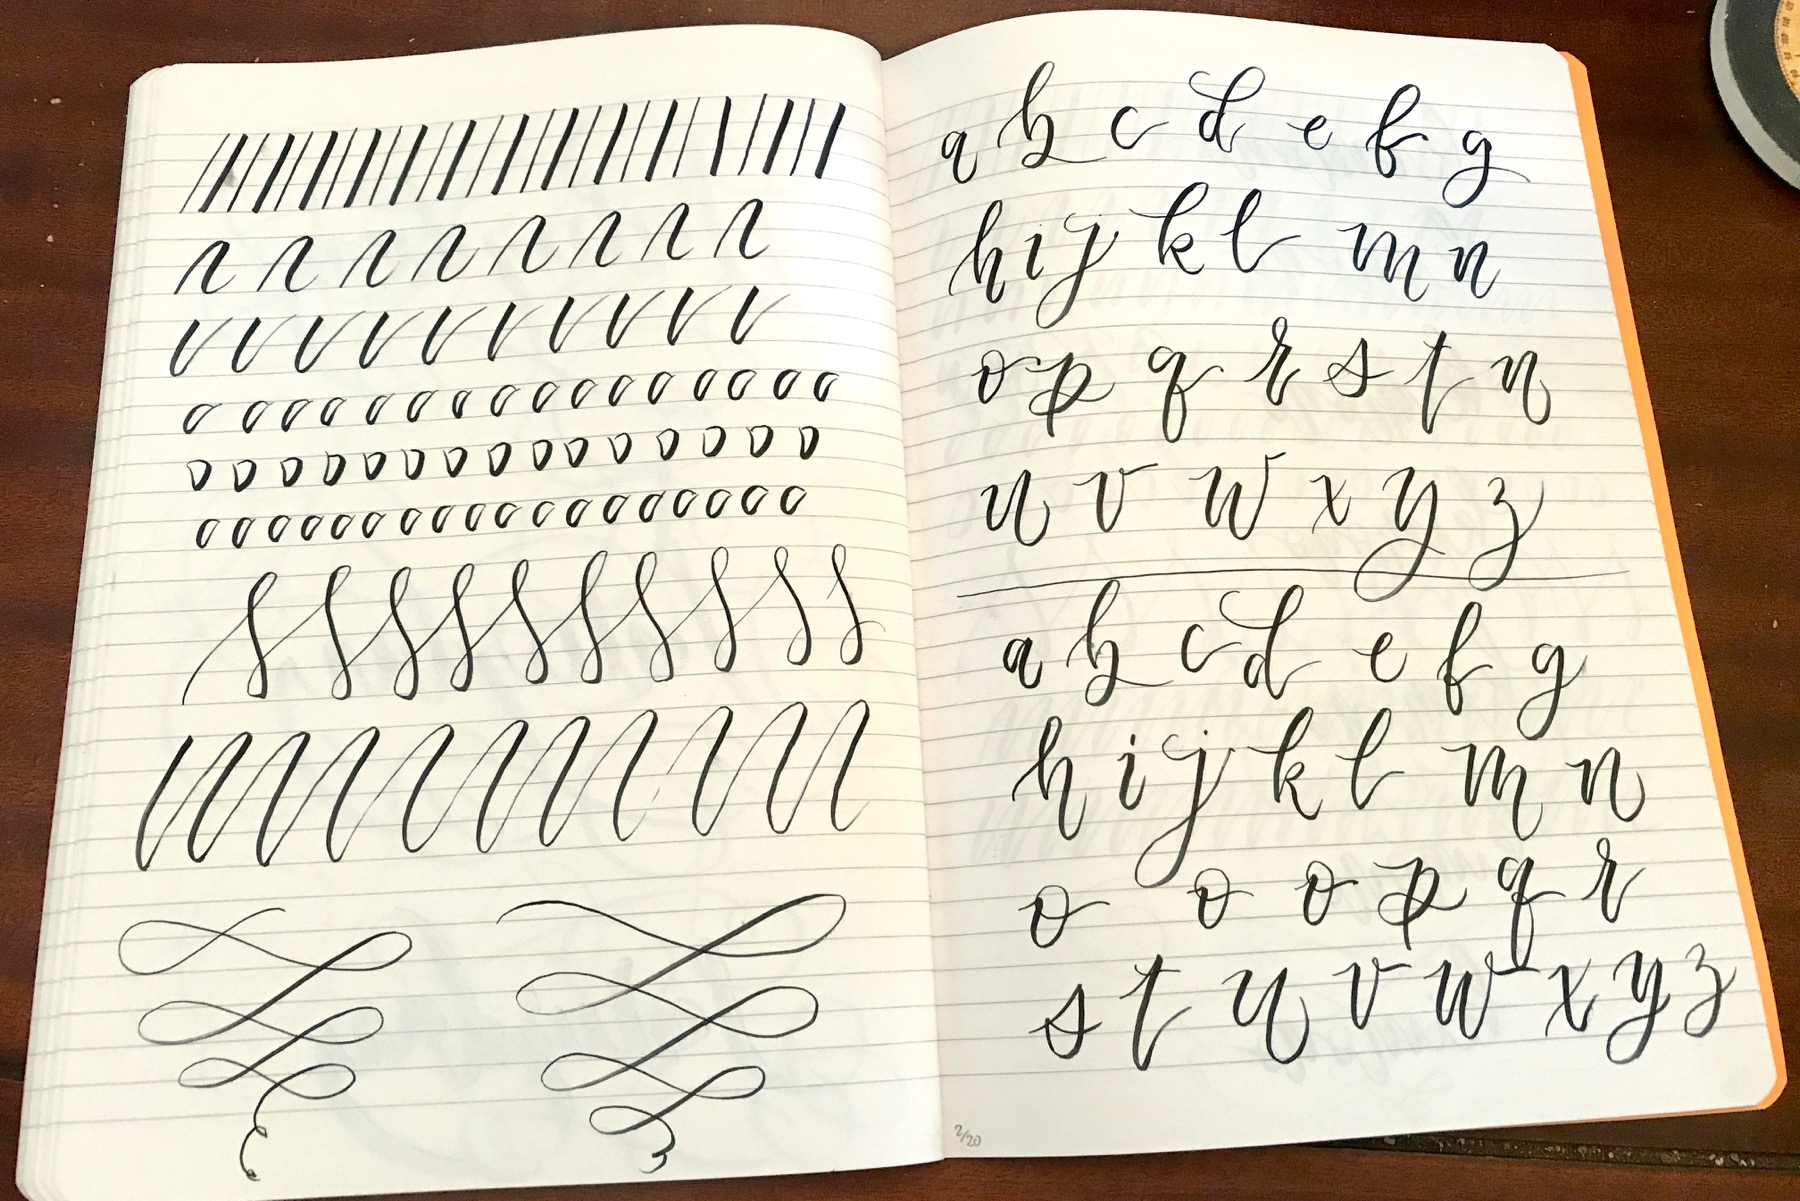 a b c d e f g
h i j k l m n
o p q r s t n
u v w x y z
a b c d e f g
h i j k l m n
o o o p q r
s t u v w x y z
2/20